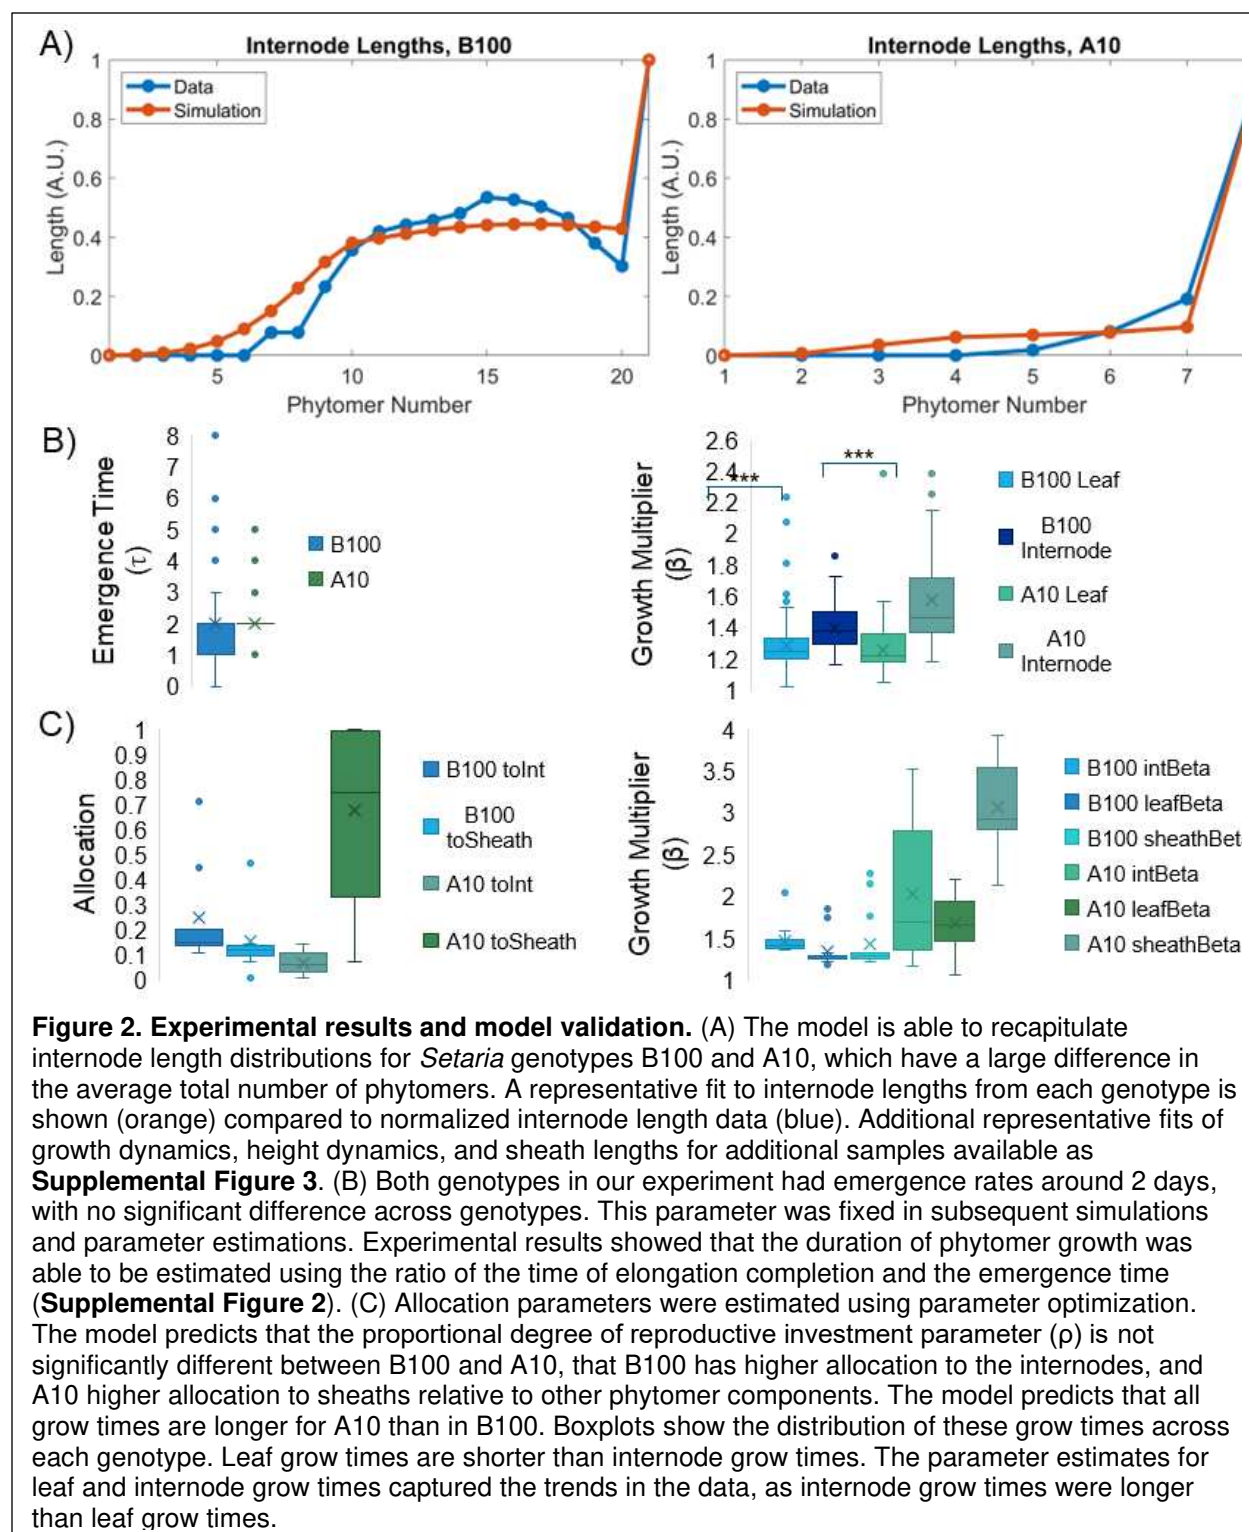 A)
Internode Lengths, B100
Data
Simulation
Length (A.U.)
0
0.2
0.4
0.6
0.8
1
5
10
15
20
Phytomer Number
Internode Lengths, A10
Data
Simulation
Length (A.U.)
0
0.2
0.4
0.6
0.8
1
1
2
3
4
5
6
7
Phytomer Number
B)
Emergence Time
(τ)
8
7
6
5
4
3
2
1
0
B100
A10
Growth Multiplier
(β)
2.6
2.4
2.2
2
1.8
1.6
1.4
1.2
1
***
***
B100 Leaf
B100
Internode
A10 Leaf
A10
Internode
C)
Allocation
1
0.9
0.8
0.7
0.6
0.5
0.4
0.3
0.2
0.1
0
B100 toInt
B100
toSheath
A10 toInt
A10 toSheath
Growth Multiplier
(β)
4
3.5
3
2.5
2
1.5
1
B100 intBeta
B100 leafBeta
B100 sheathBeta
A10 intBeta
A10 leafBeta
A10 sheathBeta
Figure 2. Experimental results and model validation. (A) The model is able to recapitulate
internode length distributions for Setaria genotypes B100 and A10, which have a large difference in
the average total number of phytomers. A representative fit to internode lengths from each genotype is
shown (orange) compared to normalized internode length data (blue). Additional representative fits of
growth dynamics, height dynamics, and sheath lengths for additional samples available as
Supplemental Figure 3. (B) Both genotypes in our experiment had emergence rates around 2 days,
with no significant difference across genotypes. This parameter was fixed in subsequent simulations
and parameter estimations. Experimental results showed that the duration of phytomer growth was
able to be estimated using the ratio of the time of elongation completion and the emergence time
(Supplemental Figure 2). (C) Allocation parameters were estimated using parameter optimization.
The model predicts that the proportional degree of reproductive investment parameter (ρ) is not
significantly different between B100 and A10, that B100 has higher allocation to the internodes, and
A10 higher allocation to sheaths relative to other phytomer components. The model predicts that all
grow times are longer for A10 than in B100. Boxplots show the distribution of these grow times across
each genotype. Leaf grow times are shorter than internode grow times. The parameter estimates for
leaf and internode grow times captured the trends in the data, as internode grow times were longer
than leaf grow times.